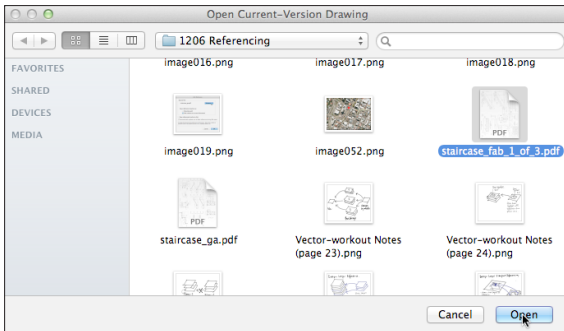 Open Current-Version Drawing
1206 Referencing
FAVORITES
SHARED
DEVICES
MEDIA
image016.png
image017.png
image018.png
image019.png
image052.png
PDF
staircase_fab_1_of_3.pdf
PDF
staircase_ga.pdf
Vector-workout Notes
(page 23).png
Vector-workout Notes
(page 24).png
Cancel
Open